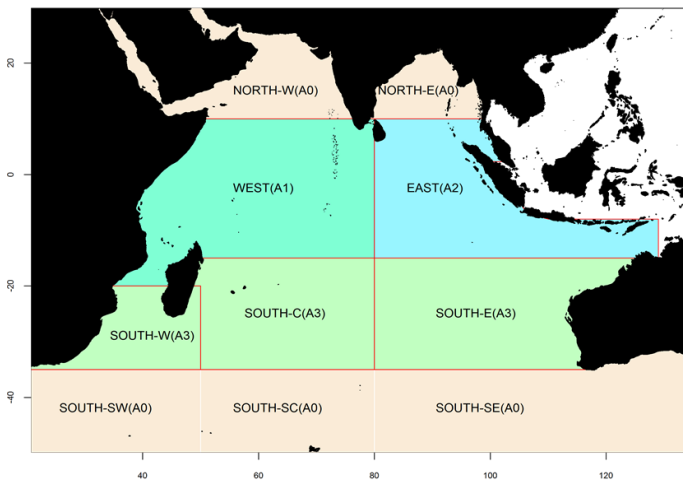 20
NORTH-W(A0) NORTH-E(A0)
0
WEST(A1) EAST(A2)
-20
SOUTH-W(A3) SOUTH-C(A3) SOUTH-E(A3)
-40
SOUTH-SW(A0) SOUTH-SC(A0) SOUTH-SE(A0)
40 60 80 100 120